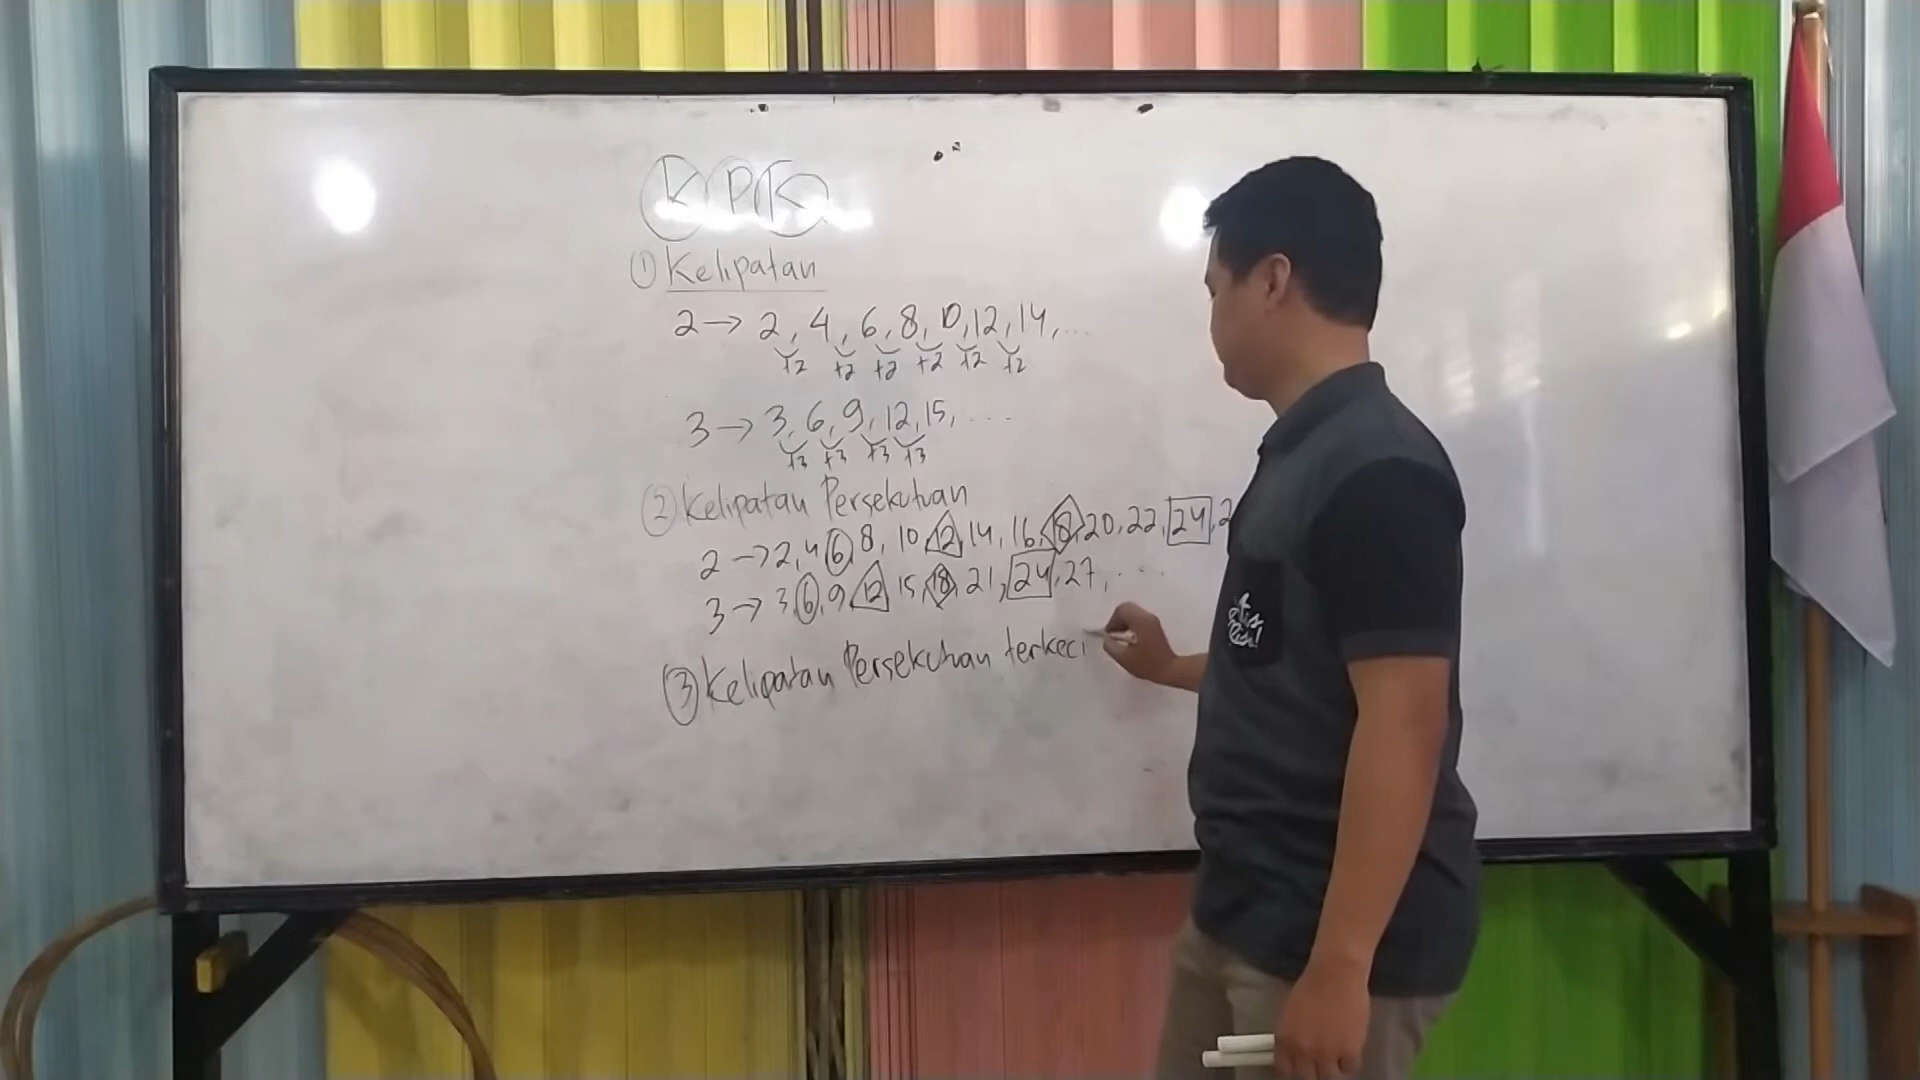 KPK
① Kelipatan
2 → 2, 4, 6, 8, 10, 12, 14, ...
+2 +2 +2 +2 +2 +2
3 → 3, 6, 9, 12, 15, ....
+3 +3 +3 +3
② Kelipatan Persekutuan
2 → 2, 4, 6, 8, 10, 12, 14, 16, 18, 20, 22, 24, 2
3 → 3, 6, 9, 12, 15, 18, 21, 24, 27, ....
③ Kelipatan Persekutuan terkeci